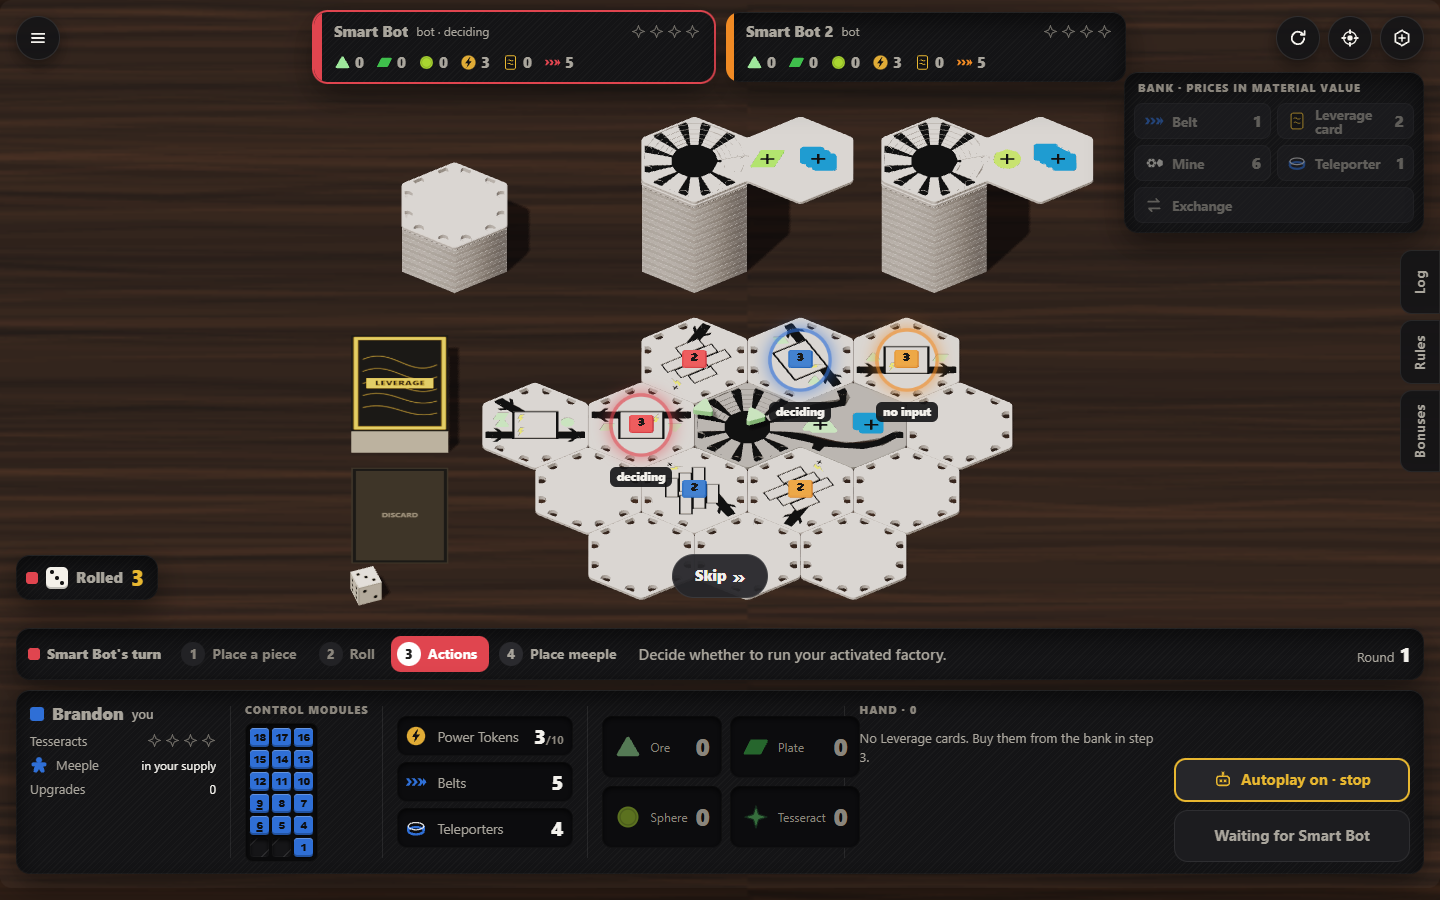 Smart Bot bot · deciding
0 0 0 3 0 5
Smart Bot 2 bot
0 0 0 3 0 5
BANK · PRICES IN MATERIAL VALUE
Belt 1
Leverage card 2
Mine 6
Teleporter 1
Exchange
Log
Rules
Bonuses
LEVERAGE
DISCARD
2
3
3
3
deciding
no input
deciding
2
2
Skip
Rolled 3
Smart Bot's turn
1 Place a piece
2 Roll
3 Actions
4 Place meeple
Decide whether to run your activated factory.
Round 1
Brandon you
Tesseracts
Meeple in your supply
Upgrades 0
CONTROL MODULES
18 17 16
15 14 13
12 11 10
9 8 7
6 5 4
1
Power Tokens 3/10
Belts 5
Teleporters 4
Ore 0
Plate 0
Sphere 0
Tesseract 0
HAND · 0
No Leverage cards. Buy them from the bank in step
3.
Autoplay on · stop
Waiting for Smart Bot